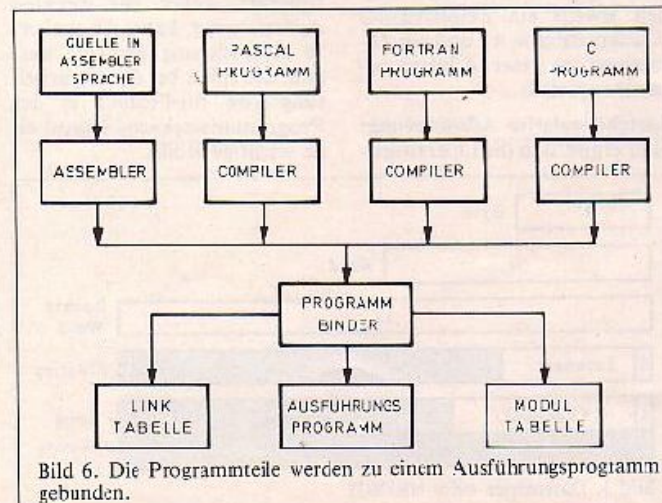 QUELLE IN
ASSEMBLER
SPRACHE
PASCAL
PROGRAMM
FORTRAN
PROGRAMM
C
PROGRAMM
ASSEMBLER
COMPILER
COMPILER
COMPILER
PROGRAMM
BINDER
LINK
TABELLE
AUSFÜHRUNGS
PROGRAMM
MODUL
TABELLE
Bild 6. Die Programmteile werden zu einem Ausführungsprogramm
gebunden.